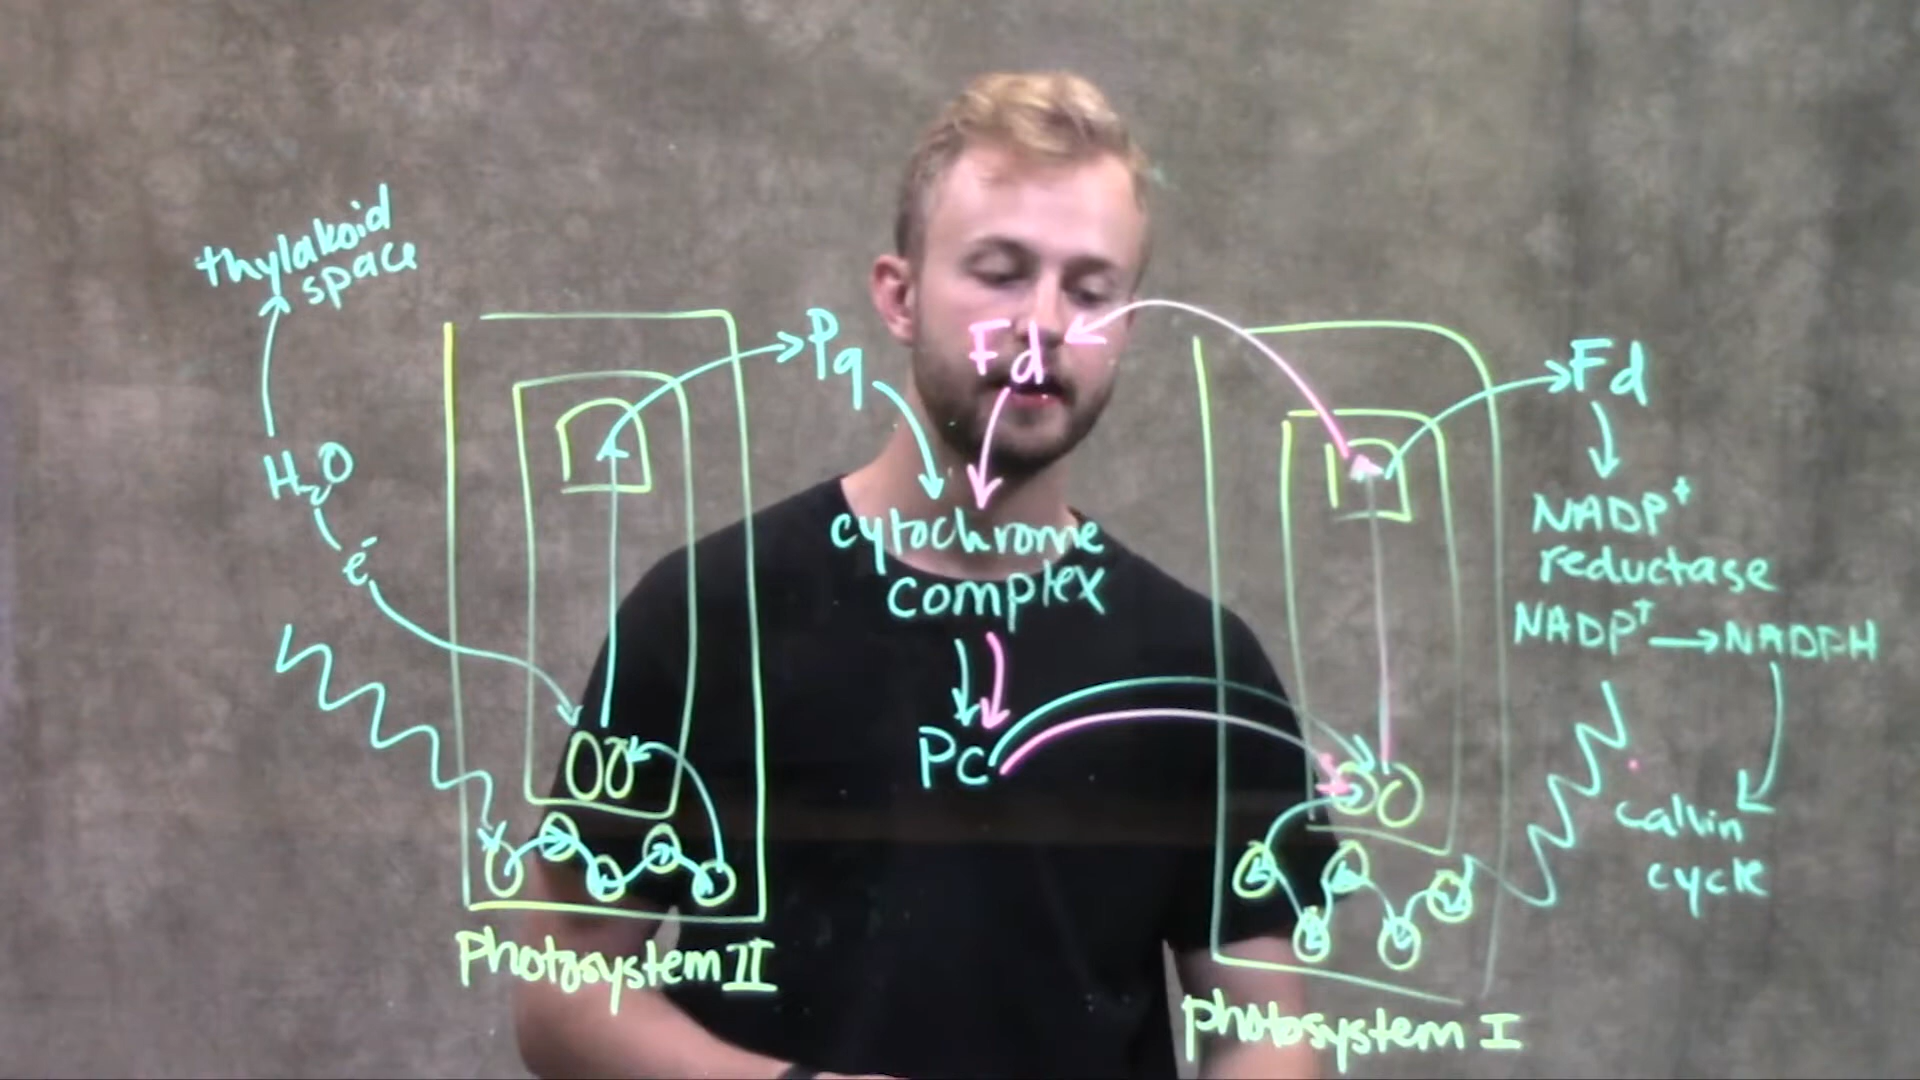 thylakoid
space
H₂O
e⁻
Pq
Fd
cytochrome
complex
PC
Fd
NADP⁺
reductase
NADP⁺ → NADPH
calvin
cycle
Photosystem II
photosystem I